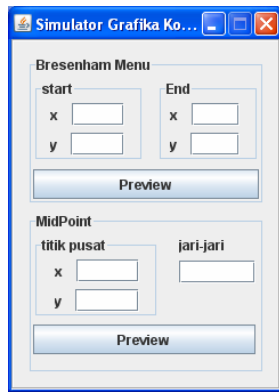 Simulator Grafika Ko...
Bresenham Menu
start End
x x
y y
Preview
MidPoint
titik pusat jari-jari
x
y
Preview